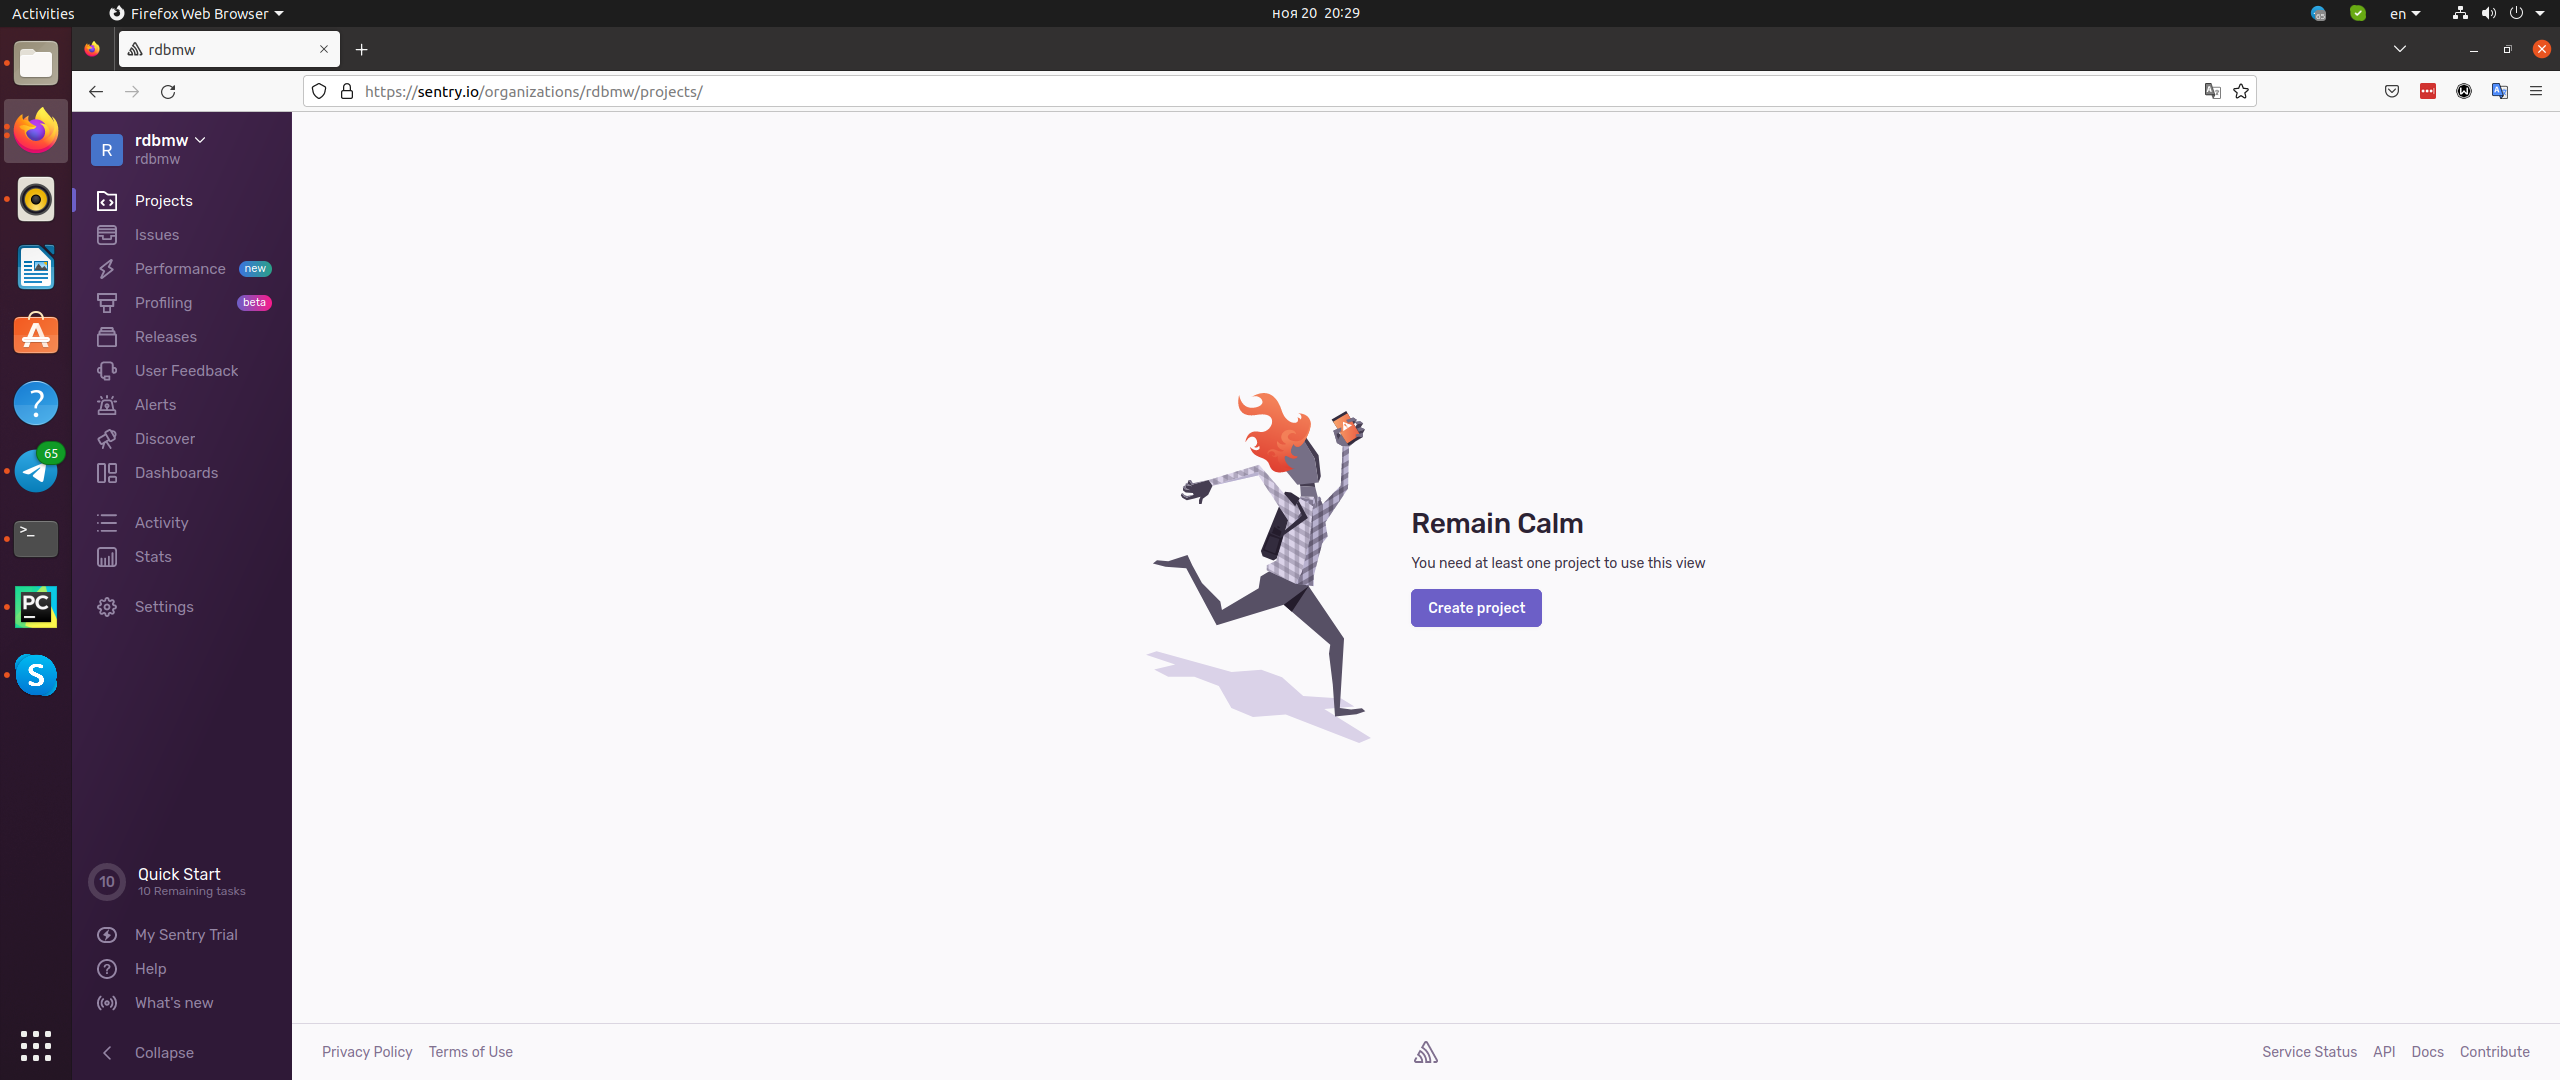 Activities
Firefox Web Browser
ноя 20 20:29
en
rdbmw
https://sentry.io/organizations/rdbmw/projects/
R
rdbmw
rdbmw
Projects
Issues
Performance new
Profiling beta
Releases
User Feedback
Alerts
Discover
Dashboards
Activity
Stats
Settings
65
>_
PC
S
Remain Calm
You need at least one project to use this view
Create project
10
Quick Start
10 Remaining tasks
My Sentry Trial
Help
What's new
Collapse
Privacy Policy Terms of Use
Service Status API Docs Contribute